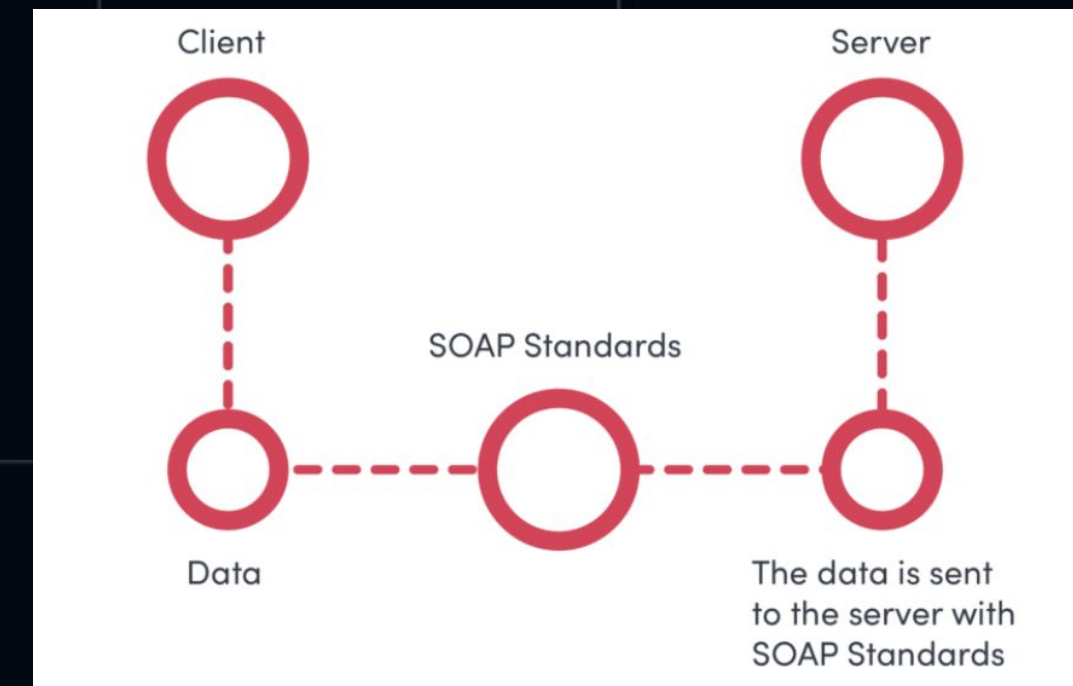 Client
Server
SOAP Standards
Data
The data is sent
to the server with
SOAP Standards